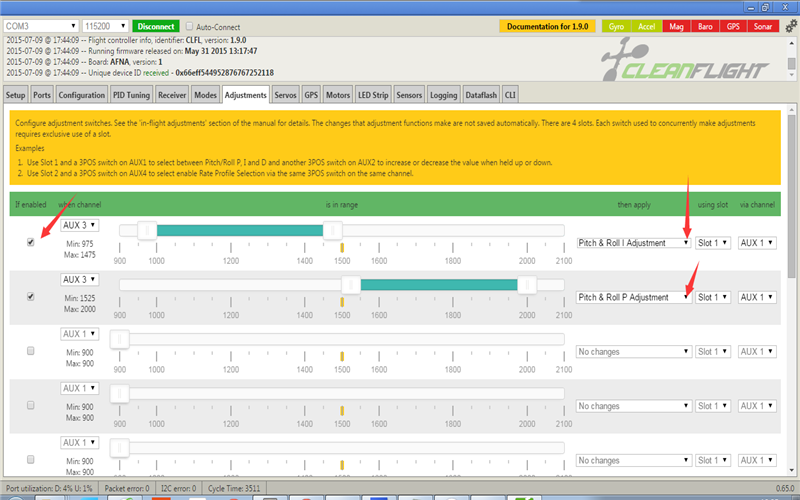 COM3 115200 Disconnect Auto-Connect Documentation for 1.9.0 Gyro Accel Mag Baro GPS Sonar
2015-07-09 @ 17:44:09 -- Flight controller info, identifier: CLFL, version: 1.9.0
2015-07-09 @ 17:44:09 -- Running firmware released on: May 31 2015 13:17:47
2015-07-09 @ 17:44:09 -- Board: AFNA, version: 1
2015-07-09 @ 17:44:09 -- Unique device ID received - 0x66eff544952876767252118
CLEANFLIGHT
Setup Ports Configuration PID Tuning Receiver Modes Adjustments Servos GPS Motors LED Strip Sensors Logging Dataflash CLI
Configure adjustment switches. See the 'in-flight adjustments' section of the manual for details. The changes that adjustment functions make are not saved automatically. There are 4 slots. Each switch used to concurrently make adjustments
requires exclusive use of a slot.
Examples
1. Use Slot 1 and a 3POS switch on AUX1 to select between Pitch/Roll P, I and D and another 3POS switch on AUX2 to increase or decrease the value when held up or down.
2. Use Slot 2 and a 3POS switch on AUX4 to select enable Rate Profile Selection via the same 3POS switch on the same channel.
If enabled when channel is in range then apply using slot via channel
AUX 3
Min: 975
Max: 1475
900 1000 1200 1400 1500 1600 1800 2000 2100
Pitch & Roll I Adjustment Slot 1 AUX 1
AUX 3
Min: 1525
Max: 2000
900 1000 1200 1400 1500 1600 1800 2000 2100
Pitch & Roll P Adjustment Slot 1 AUX 1
AUX 1
Min: 900
Max: 900
900 1000 1200 1400 1500 1600 1800 2000 2100
No changes Slot 1 AUX 1
AUX 1
Min: 900
Max: 900
900 1000 1200 1400 1500 1600 1800 2000 2100
No changes Slot 1 AUX 1
AUX 1
Min: 900
Max: 900
900 1000 1200 1400 1500 1600 1800 2000 2100
No changes Slot 1 AUX 1
Port utilization: D: 4% U: 1% Packet error: 0 I2C error: 0 Cycle Time: 3511 0.65.0